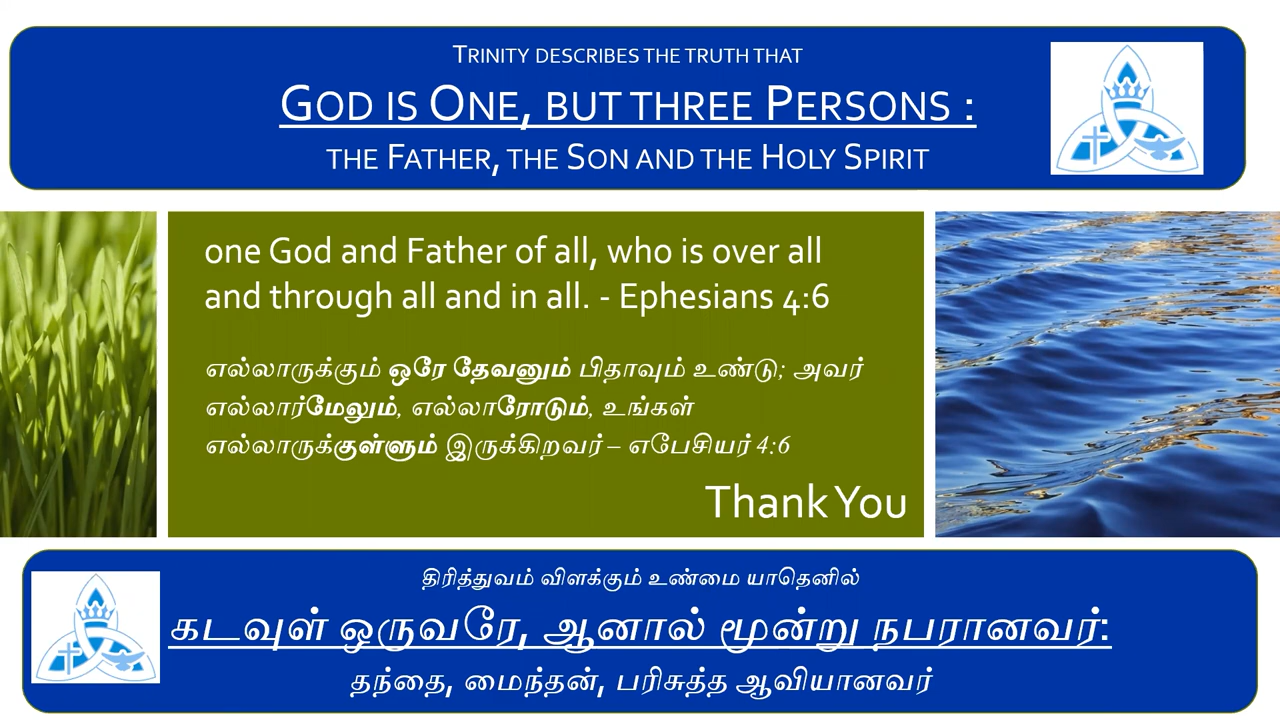 TRINITY DESCRIBES THE TRUTH THAT
GOD IS ONE, BUT THREE PERSONS :
THE FATHER, THE SON AND THE HOLY SPIRIT
one God and Father of all, who is over all
and through all and in all. - Ephesians 4:6
எல்லாருக்கும் ஒரே தேவனும் பிதாவும் உண்டு; அவர்
எல்லார்மேலும், எல்லாரோடும், உங்கள்
எல்லாருக்குள்ளும் இருக்கிறவர் – எபேசியர் 4:6
Thank You
திரித்துவம் விளக்கும் உண்மை யாதெனில்
கடவுள் ஒருவரே, ஆனால் மூன்று நபரானவர்:
தந்தை, மைந்தன், பரிசுத்த ஆவியானவர்